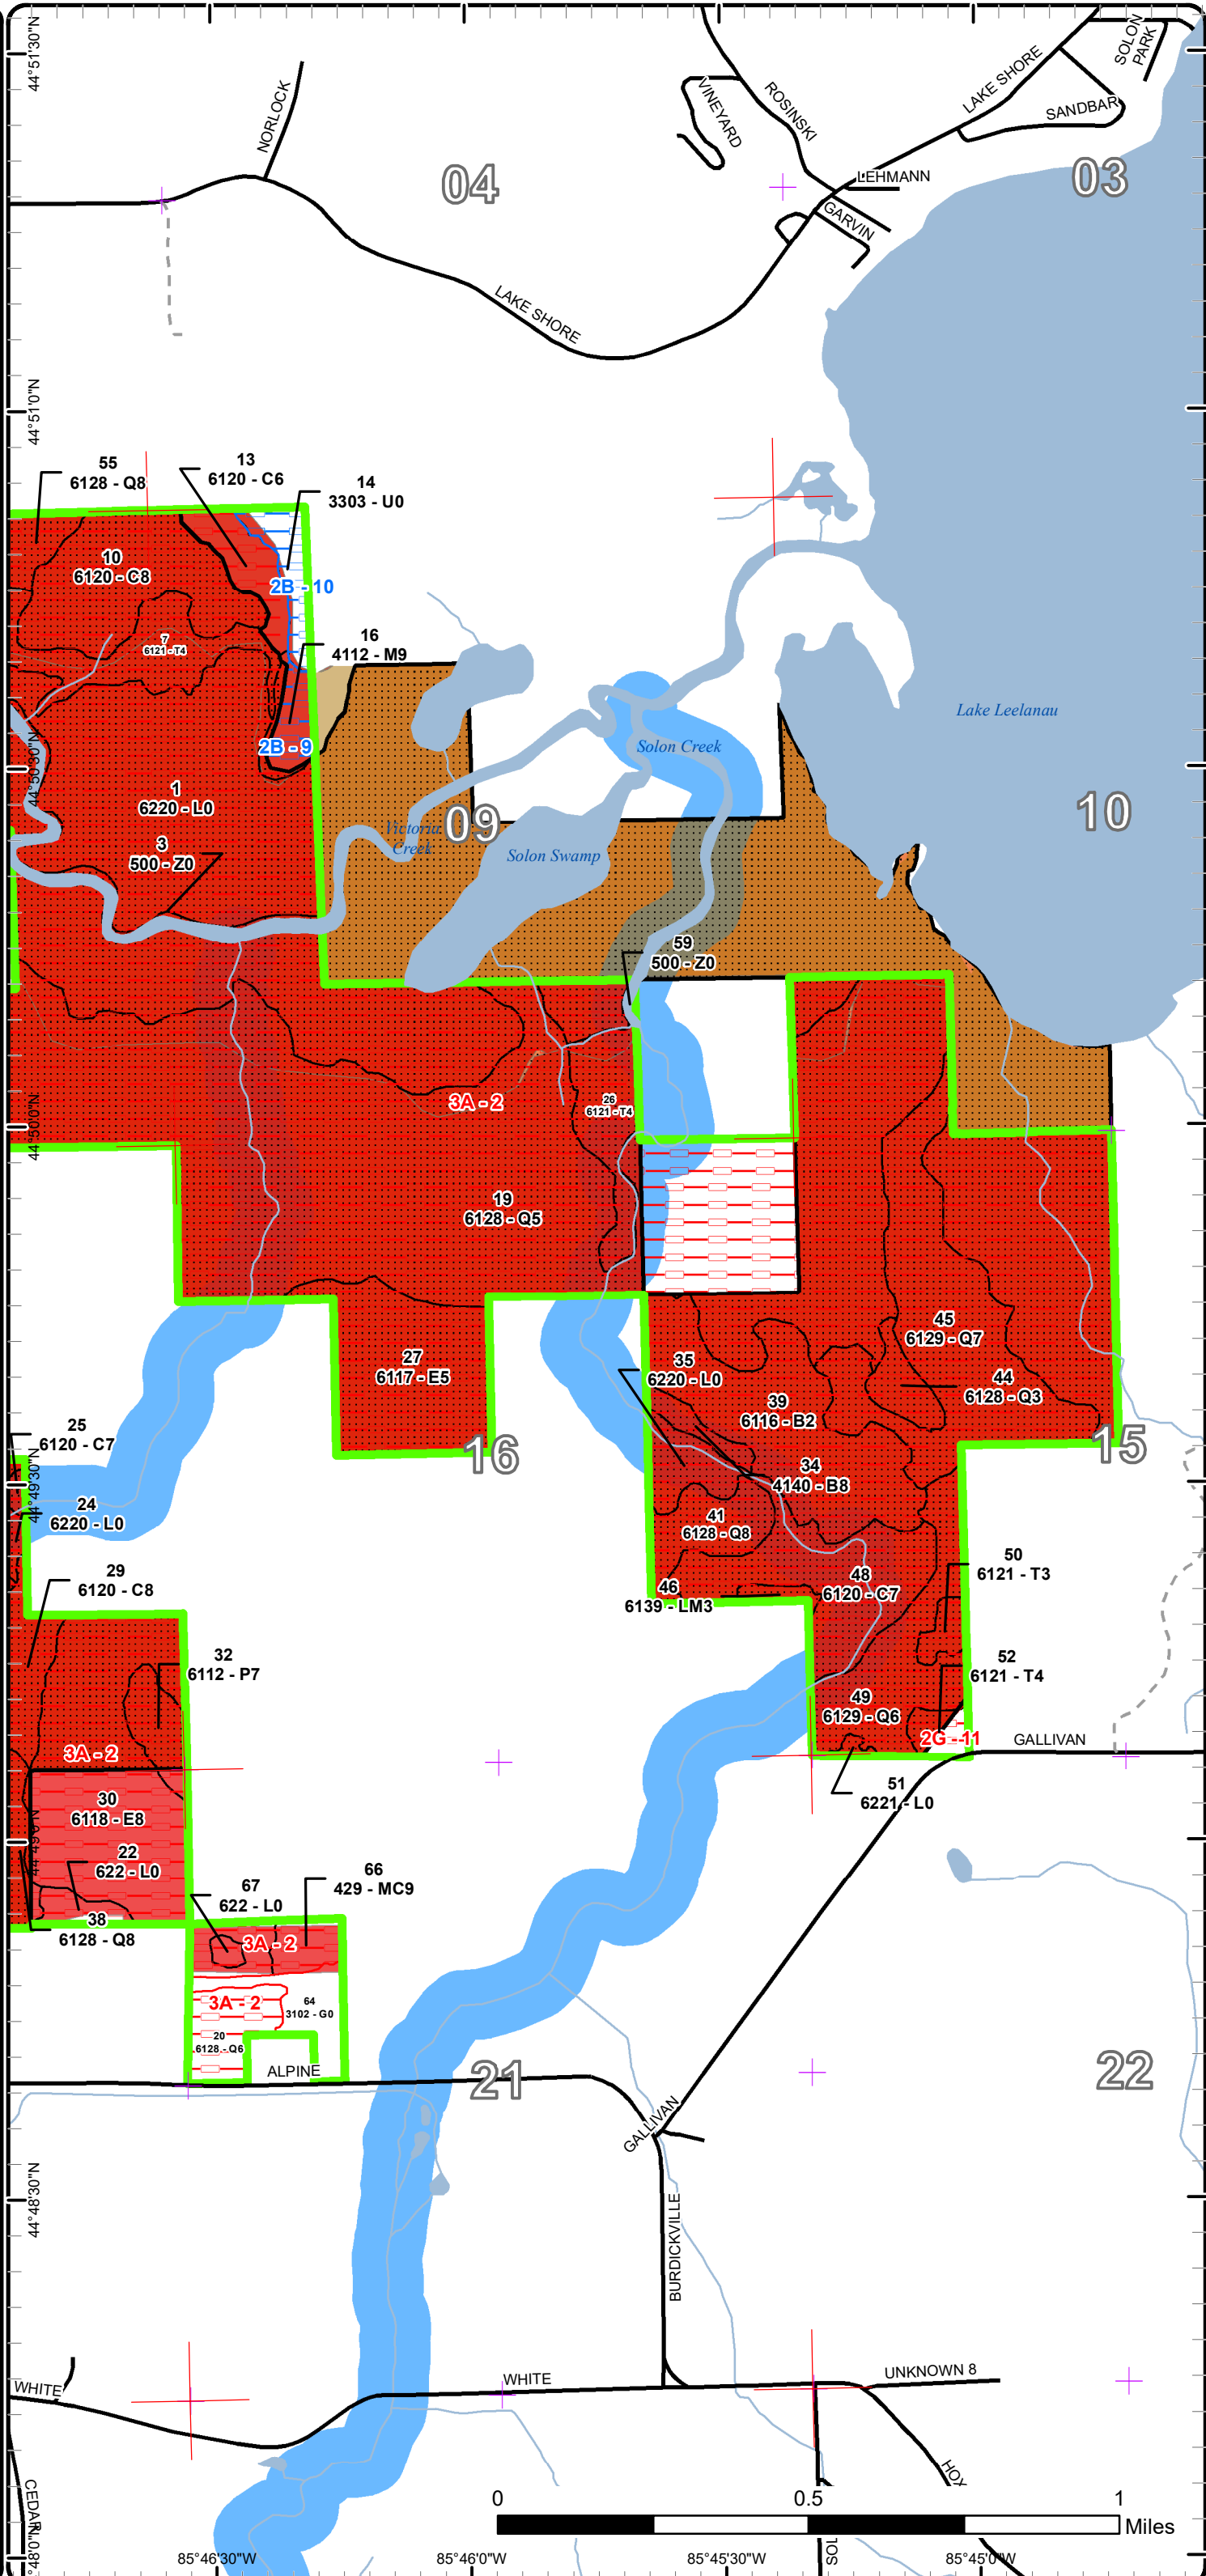 44°51'30"N
NORLOCK
04
VINEYARD
ROSINSKI
LAKE SHORE
SOLON
PARK
SANDBAR
03
LEHMANN
GARVIN
LAKE SHORE
44°51'0"N
55
6128 - Q8
13
6120 - C6
14
3303 - U0
10
6120 - C8
2B - 10
7
6121 - T4
16
4112 - M9
2B - 9
Lake Leelanau
Solon Creek
44°50'30"N
1
6220 - L0
3
500 - Z0
Victoria
Creek
09
Solon Swamp
10
59
500 - Z0
44°50'0"N
3A - 2
26
6121 - T4
19
6128 - Q5
27
6117 - E5
45
6129 - Q7
35
6220 - L0
44
6128 - Q3
39
6116 - B2
25
6120 - C7
16
15
34
4140 - B8
44°49'30"N
24
6220 - L0
41
6128 - Q8
29
6120 - C8
46
6139 - LM3
48
6120 - C7
50
6121 - T3
32
6112 - P7
52
6121 - T4
49
6129 - Q6
2G - 11
GALLIVAN
3A - 2
51
6221 - L0
30
6118 - E8
44°49'0"N
22
622 - L0
67
622 - L0
66
429 - MC9
38
6128 - Q8
3A - 2
3A - 2
64
3102 - G0
20
6128 - Q6
ALPINE
21
22
GALLIVAN
44°48'30"N
BURDICKVILLE
WHITE
WHITE
UNKNOWN 8
HOX
CEDAR
44°48'0"N
0
0.5
1
Miles
SOL
85°46'30"W
85°46'0"W
85°45'30"W
85°45'0"W